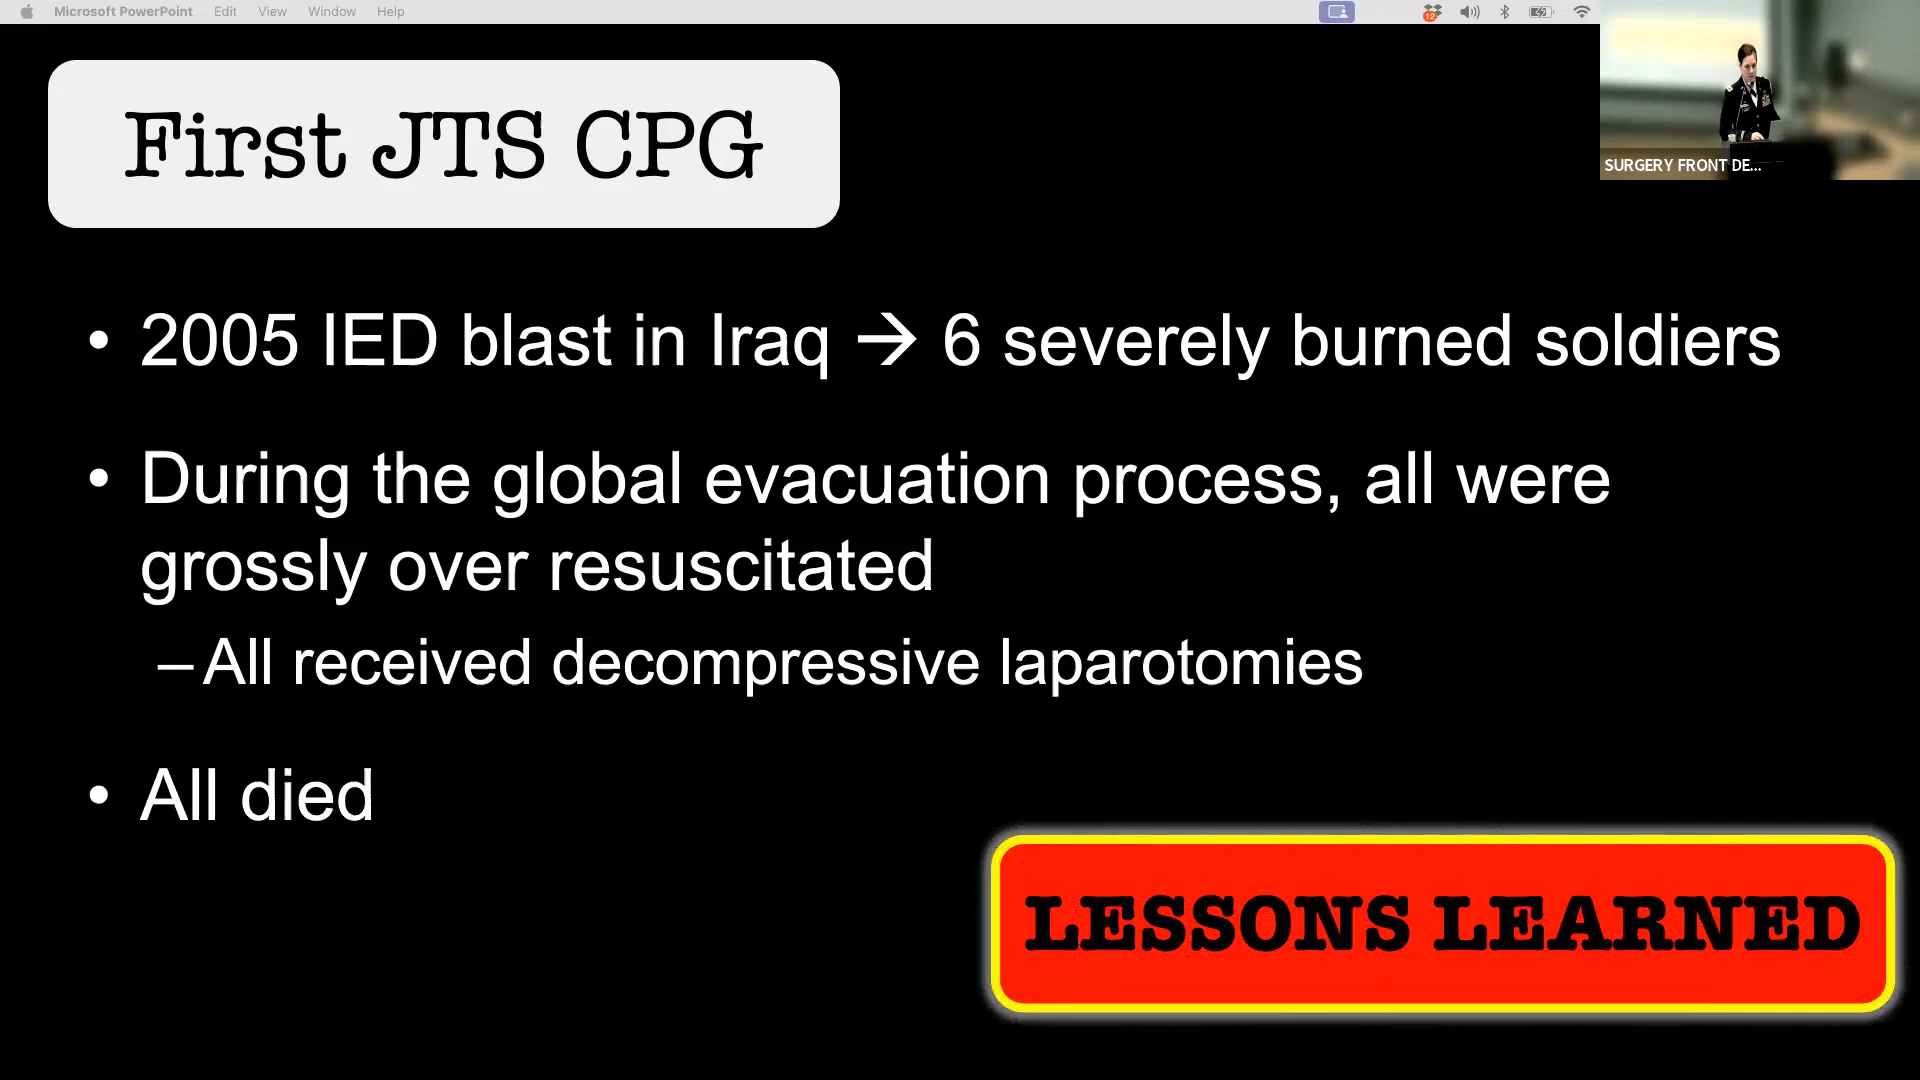 Microsoft PowerPoint Edit View Window Help
12
SURGERY FRONT DE...
First JTS CPG
• 2005 IED blast in Iraq → 6 severely burned soldiers
• During the global evacuation process, all were
grossly over resuscitated
– All received decompressive laparotomies
• All died
LESSONS LEARNED